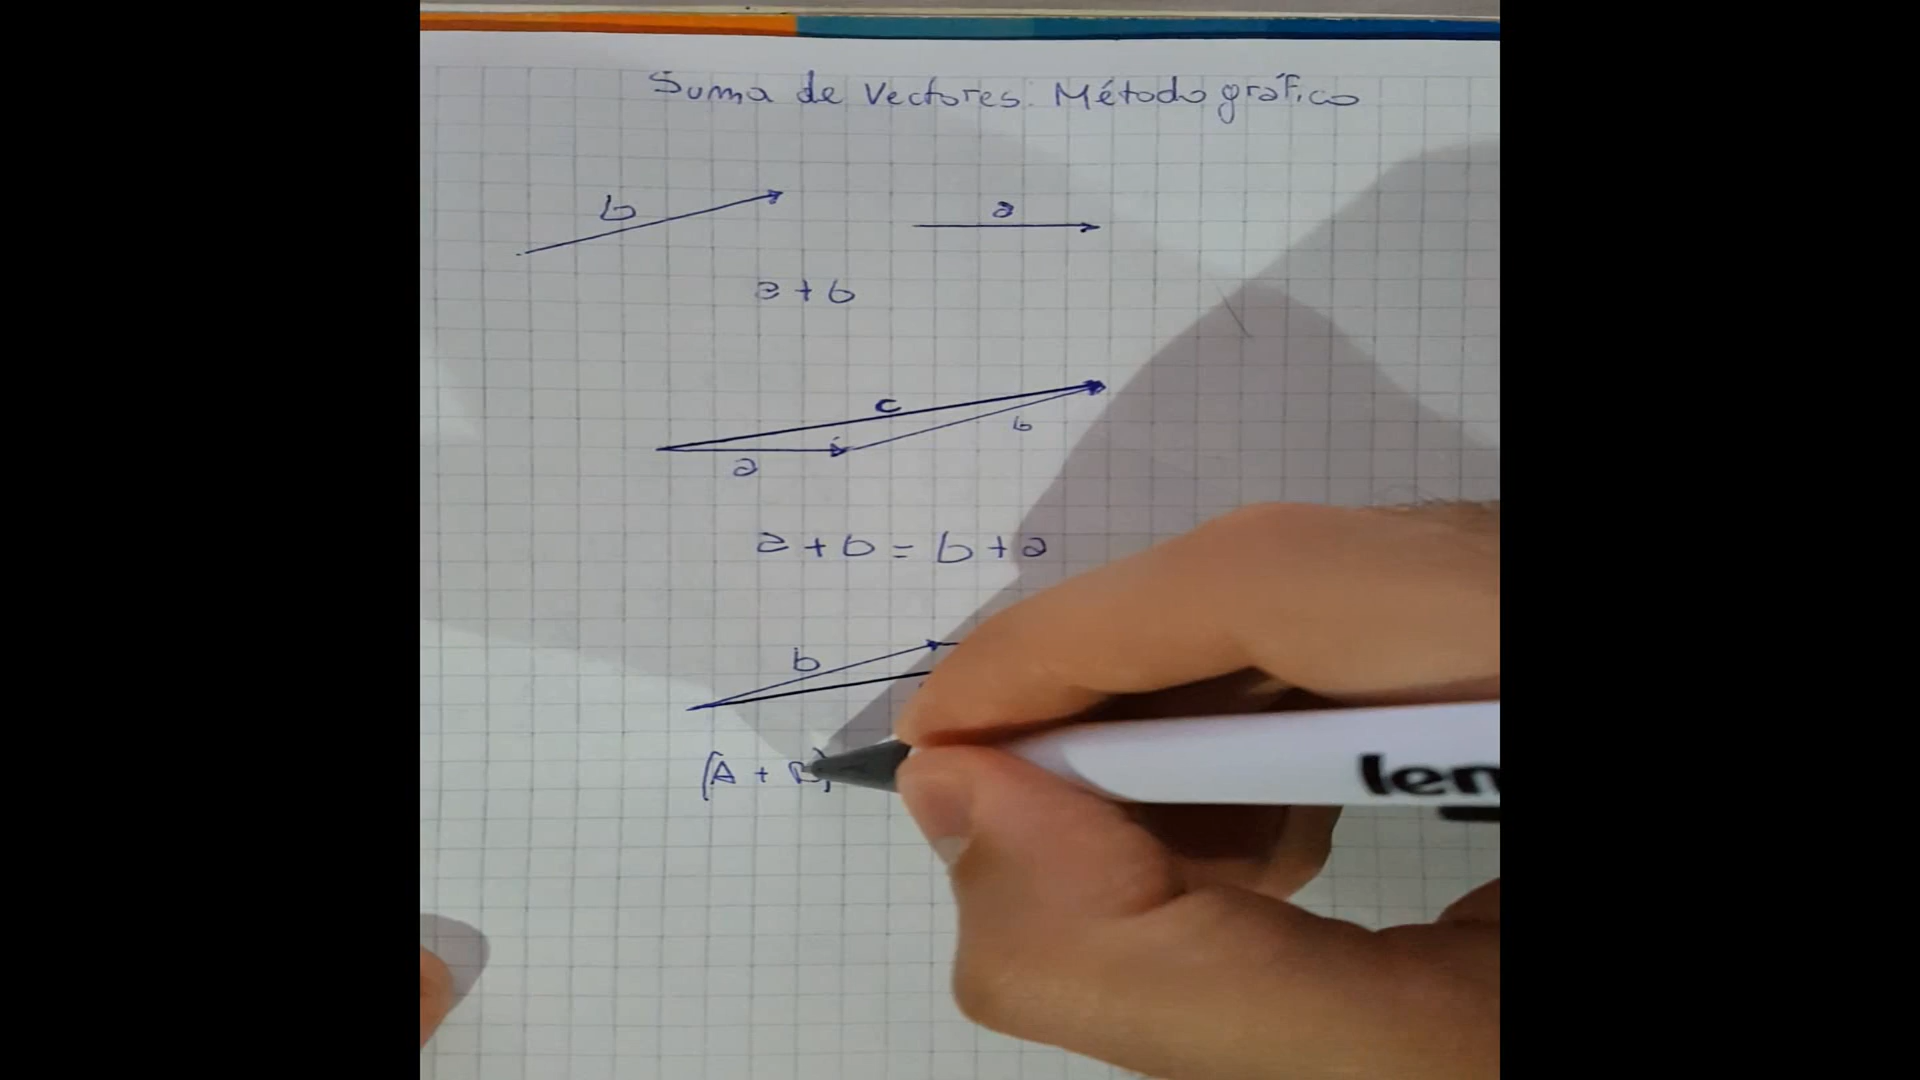 Suma de Vectores. Método gráfico
b
a
a + b
c
b
a
a + b = b + a
b
(A + B)
len